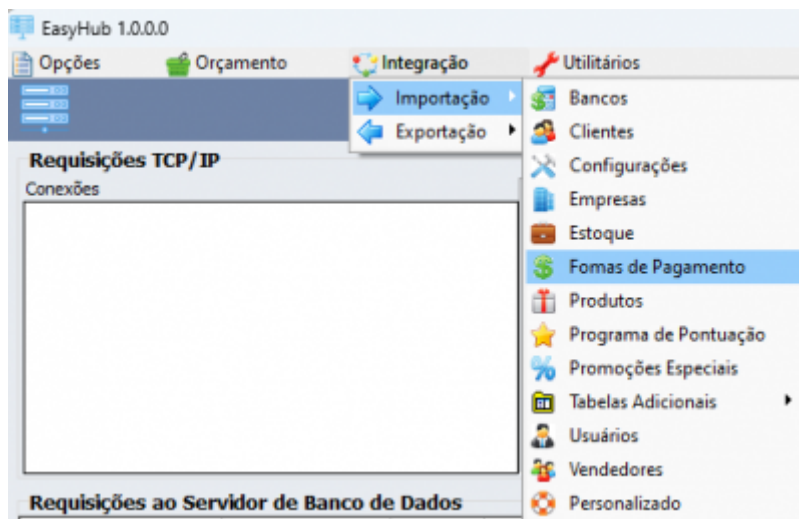 EasyHub 1.0.0.0
Opções Orçamento Integração Utilitários
Importação
Exportação
Bancos
Clientes
Configurações
Empresas
Estoque
Fomas de Pagamento
Produtos
Programa de Pontuação
Promoções Especiais
Tabelas Adicionais
Usuários
Vendedores
Personalizado
Requisições TCP/IP
Conexões
Requisições ao Servidor de Banco de Dados